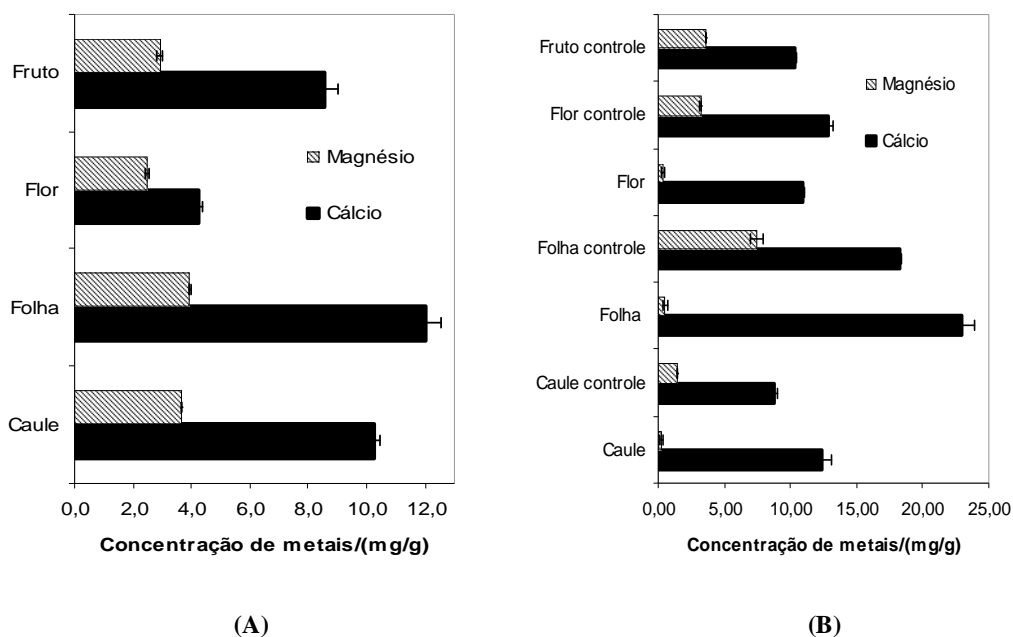 Fruto
Flor
Folha
Caule
Magnésio
Cálcio
0,0 2,0 4,0 6,0 8,0 10,0 12,0
Concentração de metais/(mg/g)
(A)
Fruto controle
Flor controle
Flor
Folha controle
Folha
Caule controle
Caule
Magnésio
Cálcio
0,00 5,00 10,00 15,00 20,00 25,00
Concentração de metais/(mg/g)
(B)